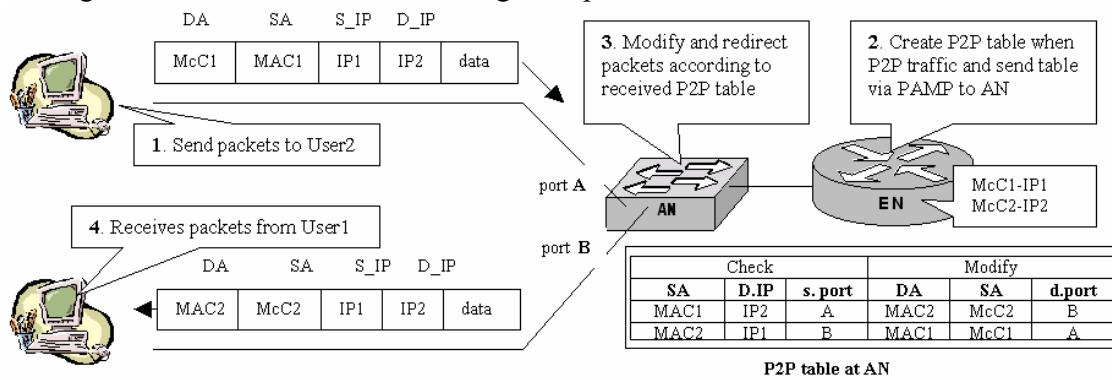 DA SA S_IP D_IP
McC1 MAC1 IP1 IP2 data
1. Send packets to User2
3. Modify and redirect
packets according to
received P2P table
2. Create P2P table when
P2P traffic and send table
via PAMP to AN
port A
AN
EN
McC1-IP1
McC2-IP2
4. Receives packets from User1
port B
DA SA S_IP D_IP
MAC2 McC2 IP1 IP2 data
Check Modify
SA D.IP s. port DA SA d.port
MAC1 IP2 A MAC2 McC2 B
MAC2 IP1 B MAC1 McC1 A
P2P table at AN